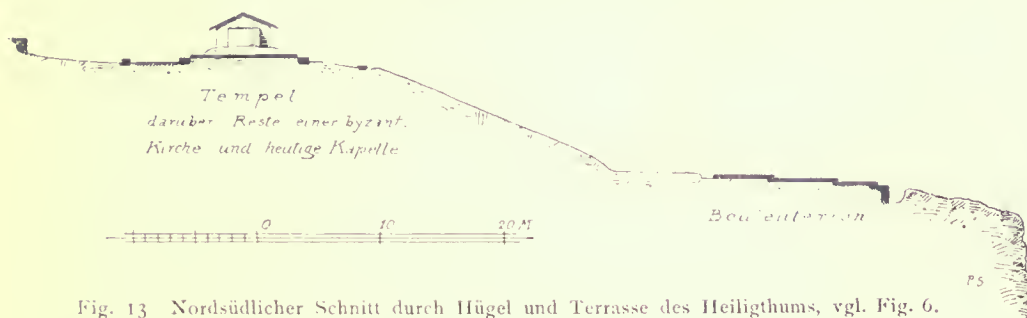 Tempel
darüber Reste einer byzant.
Kirche und heutige Kapelle
0 10 20 M
Bouleuterion
PS
Fig. 13 Nordsüdlicher Schnitt durch Hügel und Terrasse des Heiligthums, vgl. Fig. 6.